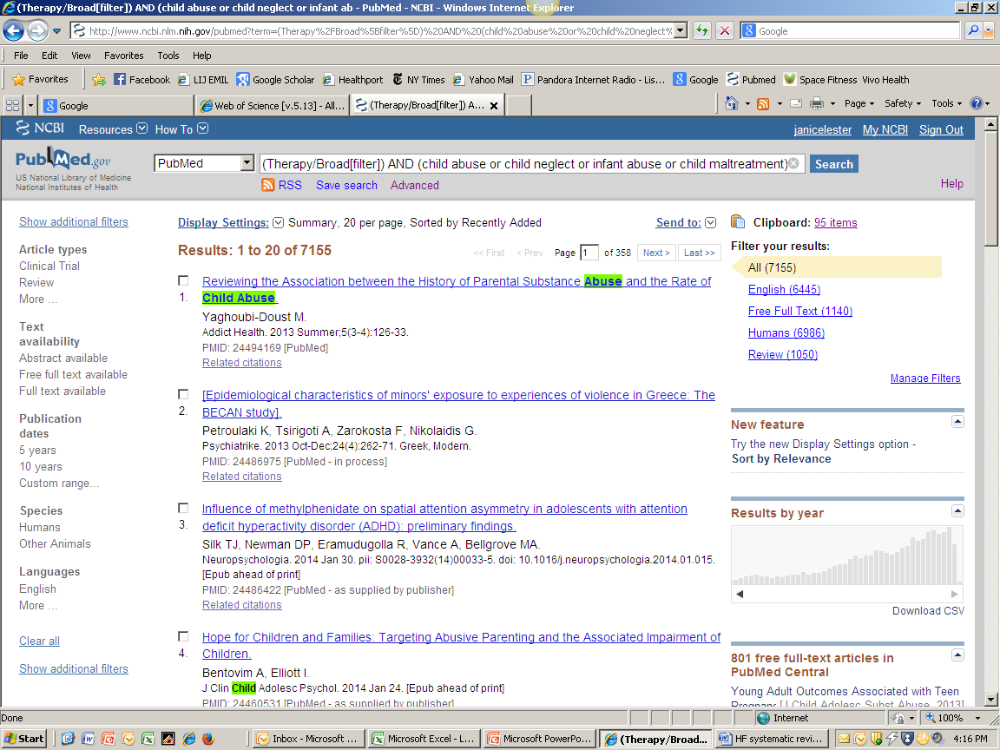 (Therapy/Broad[filter]) AND (child abuse or child neglect or infant ab - PubMed - NCBI - Windows Internet Explorer
http://www.ncbi.nlm.nih.gov/pubmed?term=(Therapy%2FBroad%5Bfilter%5D)%20AND%20(child%20abuse%20or%20child%20neglect%
Google
File Edit View Favorites Tools Help
Favorites Facebook LIJ EMIL Google Scholar Healthport NY Times Yahoo Mail Pandora Internet Radio - Lis... Google Pubmed Space Fitness Vivo Health
Google Web of Science [v.5.13] - All... (Therapy/Broad[filter]) A... Page Safety Tools
NCBI Resources How To janicelester My NCBI Sign Out
PubMed.gov
US National Library of Medicine
National Institutes of Health
PubMed (Therapy/Broad[filter]) AND (child abuse or child neglect or infant abuse or child maltreatment) Search
RSS Save search Advanced Help
Show additional filters
Article types
Clinical Trial
Review
More ...
Text
availability
Abstract available
Free full text available
Full text available
Publication
dates
5 years
10 years
Custom range...
Species
Humans
Other Animals
Languages
English
More ...
Clear all
Show additional filters
Display Settings: Summary, 20 per page, Sorted by Recently Added Send to:
Results: 1 to 20 of 7155
<< First < Prev Page 1 of 358 Next > Last >>
Reviewing the Association between the History of Parental Substance Abuse and the Rate of
1. Child Abuse.
Yaghoubi-Doust M.
Addict Health. 2013 Summer;5(3-4):126-33.
PMID: 24494169 [PubMed]
Related citations
[Epidemiological characteristics of minors' exposure to experiences of violence in Greece: The
2. BECAN study].
Petroulaki K, Tsirigoti A, Zarokosta F, Nikolaidis G.
Psychiatrike. 2013 Oct-Dec;24(4):262-71. Greek, Modern.
PMID: 24486975 [PubMed - in process]
Related citations
Influence of methylphenidate on spatial attention asymmetry in adolescents with attention
3. deficit hyperactivity disorder (ADHD): preliminary findings.
Silk TJ, Newman DP, Eramudugolla R, Vance A, Bellgrove MA.
Neuropsychologia. 2014 Jan 30. pii: S0028-3932(14)00033-5. doi: 10.1016/j.neuropsychologia.2014.01.015.
[Epub ahead of print]
PMID: 24486422 [PubMed - as supplied by publisher]
Related citations
Hope for Children and Families: Targeting Abusive Parenting and the Associated Impairment of
4. Children.
Bentovim A, Elliott I.
J Clin Child Adolesc Psychol. 2014 Jan 24. [Epub ahead of print]
PMID: 24460531 [PubMed - as supplied by publisher]
Clipboard: 95 items
Filter your results:
All (7155)
English (6445)
Free Full Text (1140)
Humans (6986)
Review (1050)
Manage Filters
New feature
Try the new Display Settings option -
Sort by Relevance
Results by year
Download CSV
801 free full-text articles in
PubMed Central
Young Adult Outcomes Associated with Teen
Pregnanc [J Child Adolesc Subst Abuse. 2013]
Done Internet 100%
Start Inbox - Microsoft ... Microsoft Excel - L... Microsoft PowerPo... (Therapy/Broad... HF systematic revi... 4:16 PM